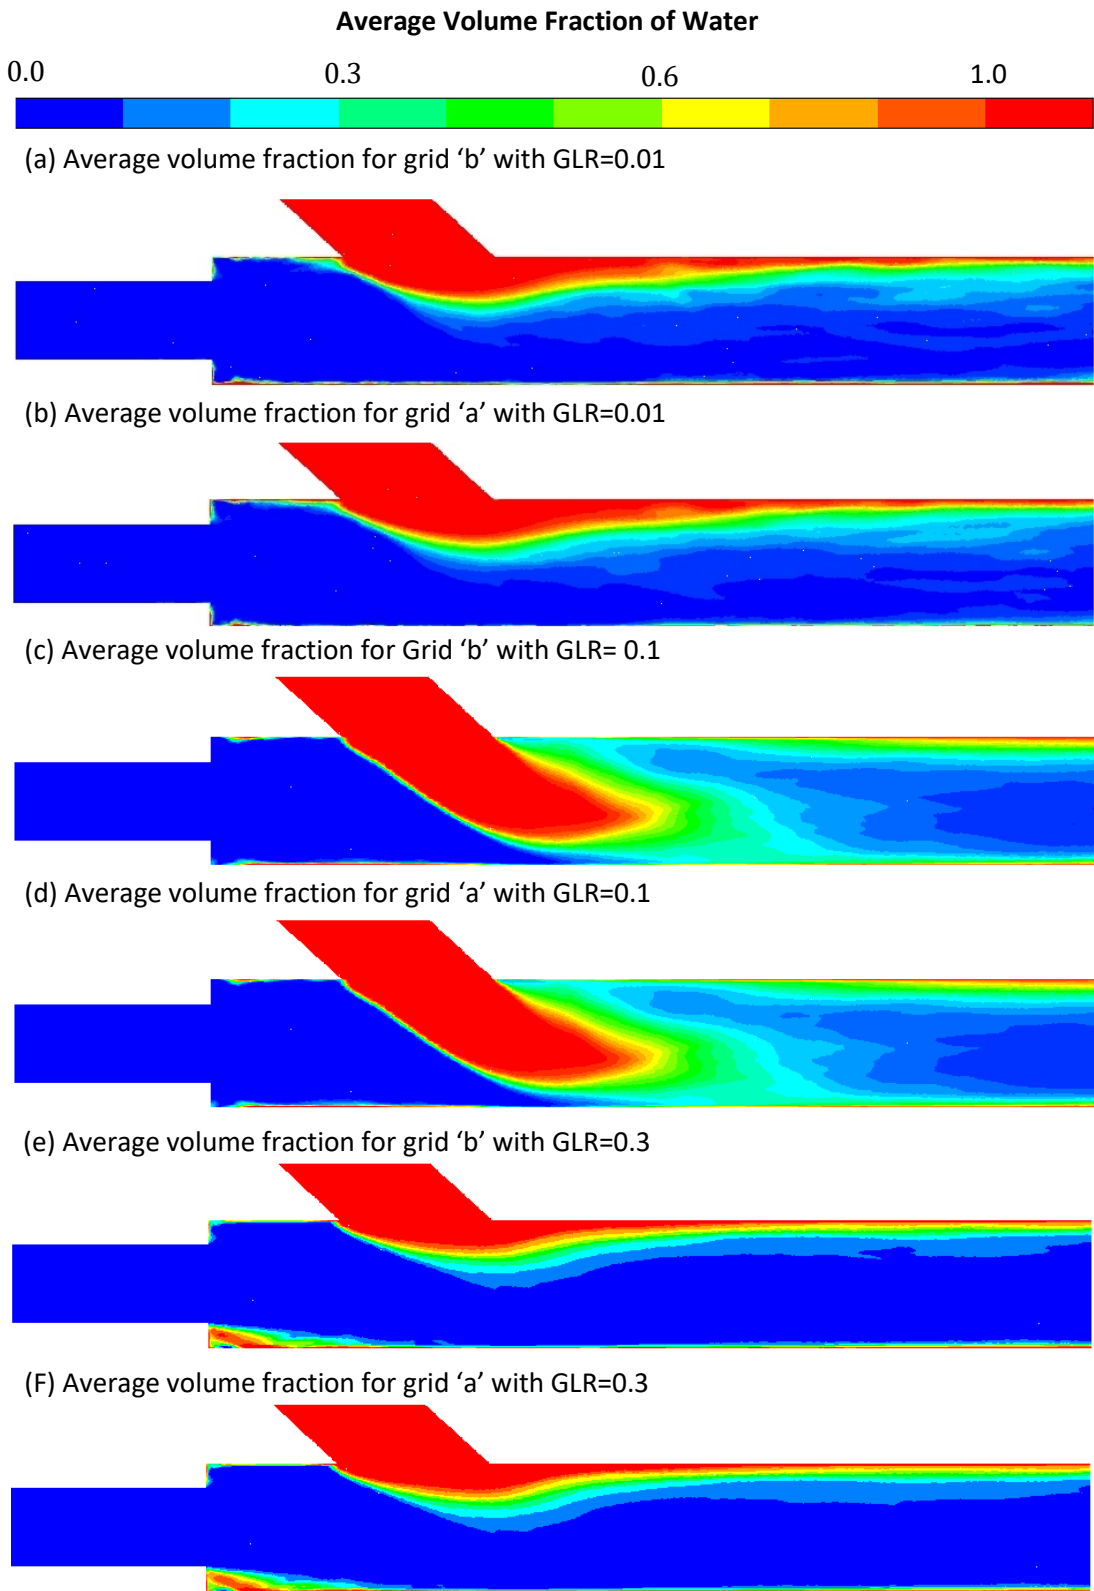 Average Volume Fraction of Water
0.0 0.3 0.6 1.0
(a) Average volume fraction for grid ‘b’ with GLR=0.01
(b) Average volume fraction for grid ‘a’ with GLR=0.01
(c) Average volume fraction for Grid ‘b’ with GLR= 0.1
(d) Average volume fraction for grid ‘a’ with GLR=0.1
(e) Average volume fraction for grid ‘b’ with GLR=0.3
(F) Average volume fraction for grid ‘a’ with GLR=0.3